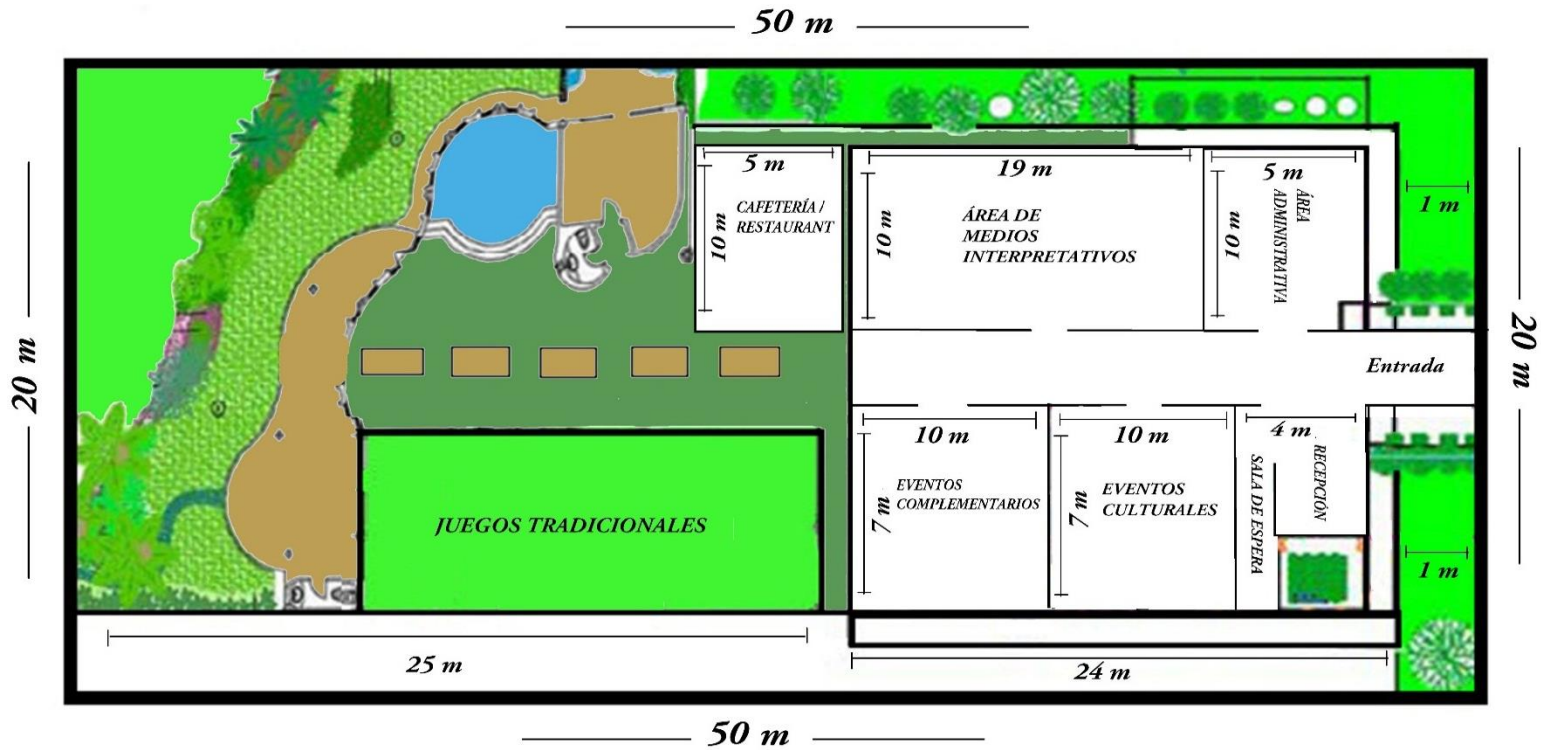 50 m
5 m
19 m
5 m
10 m
CAFETERÍA /
RESTAURANT
10 m
ÁREA DE
MEDIOS
INTERPRETATIVOS
10 m
ÁREA
ADMINISTRATIVA
1 m
20 m
20 m
Entrada
10 m
10 m
4 m
7 m
EVENTOS
COMPLEMENTARIOS
7 m
EVENTOS
CULTURALES
SALA DE ESPERA
RECEPCIÓN
JUEGOS TRADICIONALES
1 m
25 m
24 m
50 m